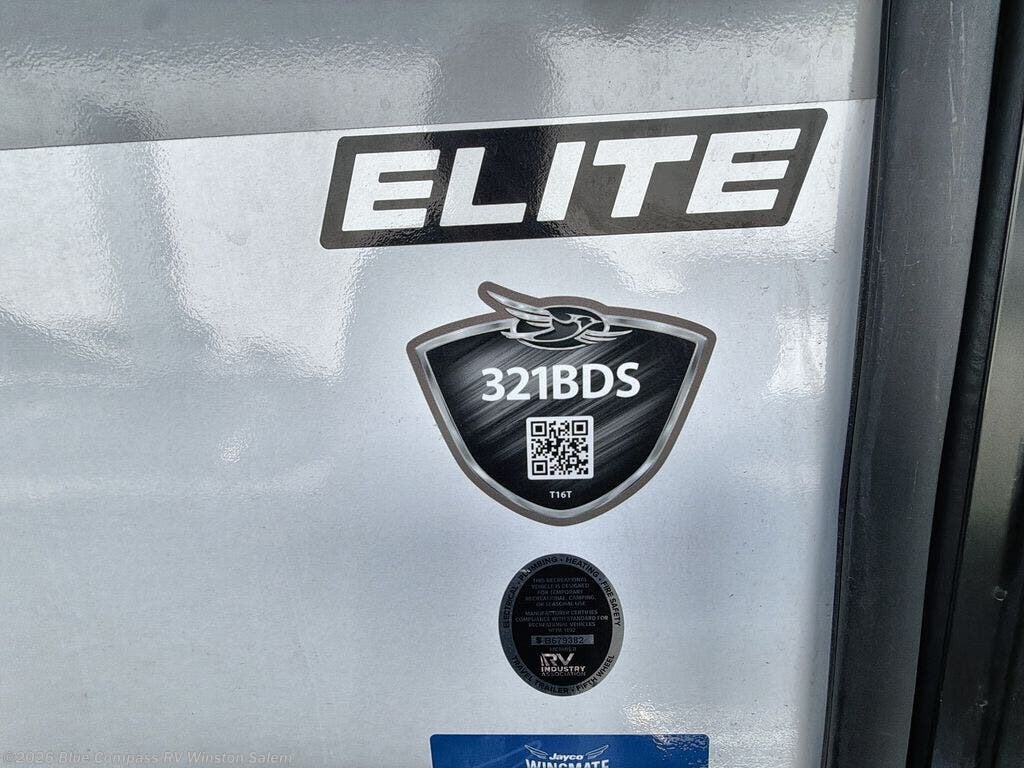 ELITE
321BDS
T16T
ELECTRICAL · PLUMBING · HEATING · FIRE SAFETY
THIS RECREATIONAL
VEHICLE IS DESIGNED
FOR TEMPORARY
RECREATIONAL, CAMPING,
OR SEASONAL USE
MANUFACTURER CERTIFIES
COMPLIANCE WITH STANDARD FOR
RECREATIONAL VEHICLES
RV
INDUSTRY
ASSOCIATION
TRAVEL TRAILER · FIFTH WHEEL
Jayco
WINGMATE
©2026 Blue Compass RV Winston Salem